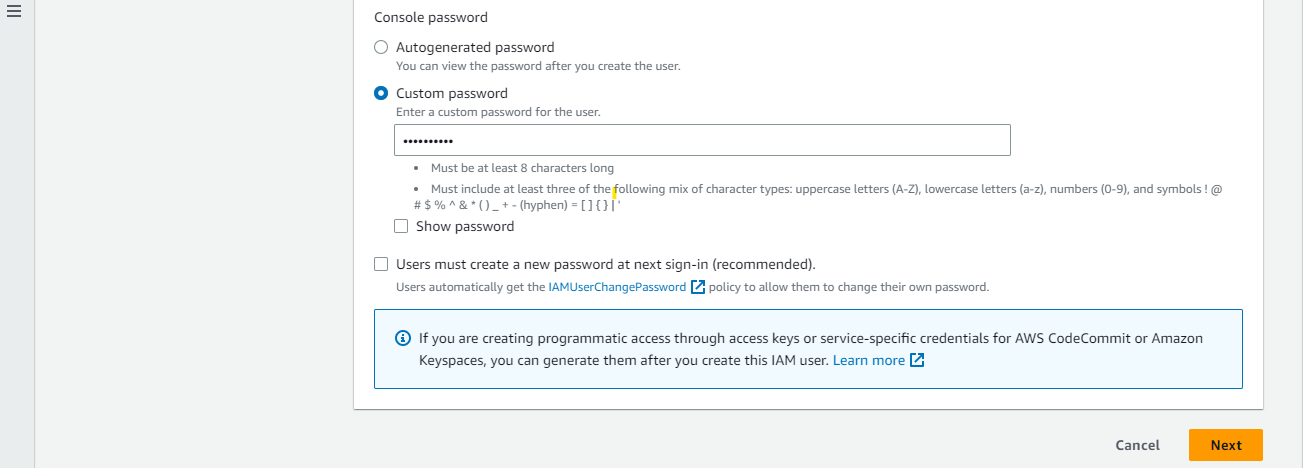 Console password
Autogenerated password
You can view the password after you create the user.
Custom password
Enter a custom password for the user.
••••••••••
• Must be at least 8 characters long
• Must include at least three of the following mix of character types: uppercase letters (A-Z), lowercase letters (a-z), numbers (0-9), and symbols ! @
# $ % ^ & * ( ) _ + - (hyphen) = [ ] { } | '
Show password
Users must create a new password at next sign-in (recommended).
Users automatically get the IAMUserChangePassword policy to allow them to change their own password.
If you are creating programmatic access through access keys or service-specific credentials for AWS CodeCommit or Amazon
Keyspaces, you can generate them after you create this IAM user. Learn more
Cancel
Next